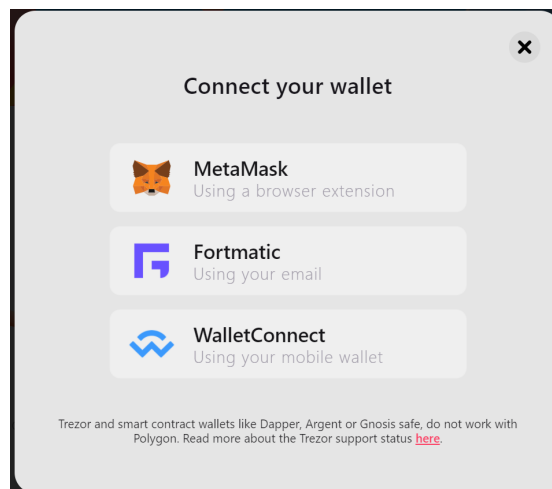 Connect your wallet
MetaMask
Using a browser extension
Fortmatic
Using your email
WalletConnect
Using your mobile wallet
Trezor and smart contract wallets like Dapper, Argent or Gnosis safe, do not work with
Polygon. Read more about the Trezor support status here.